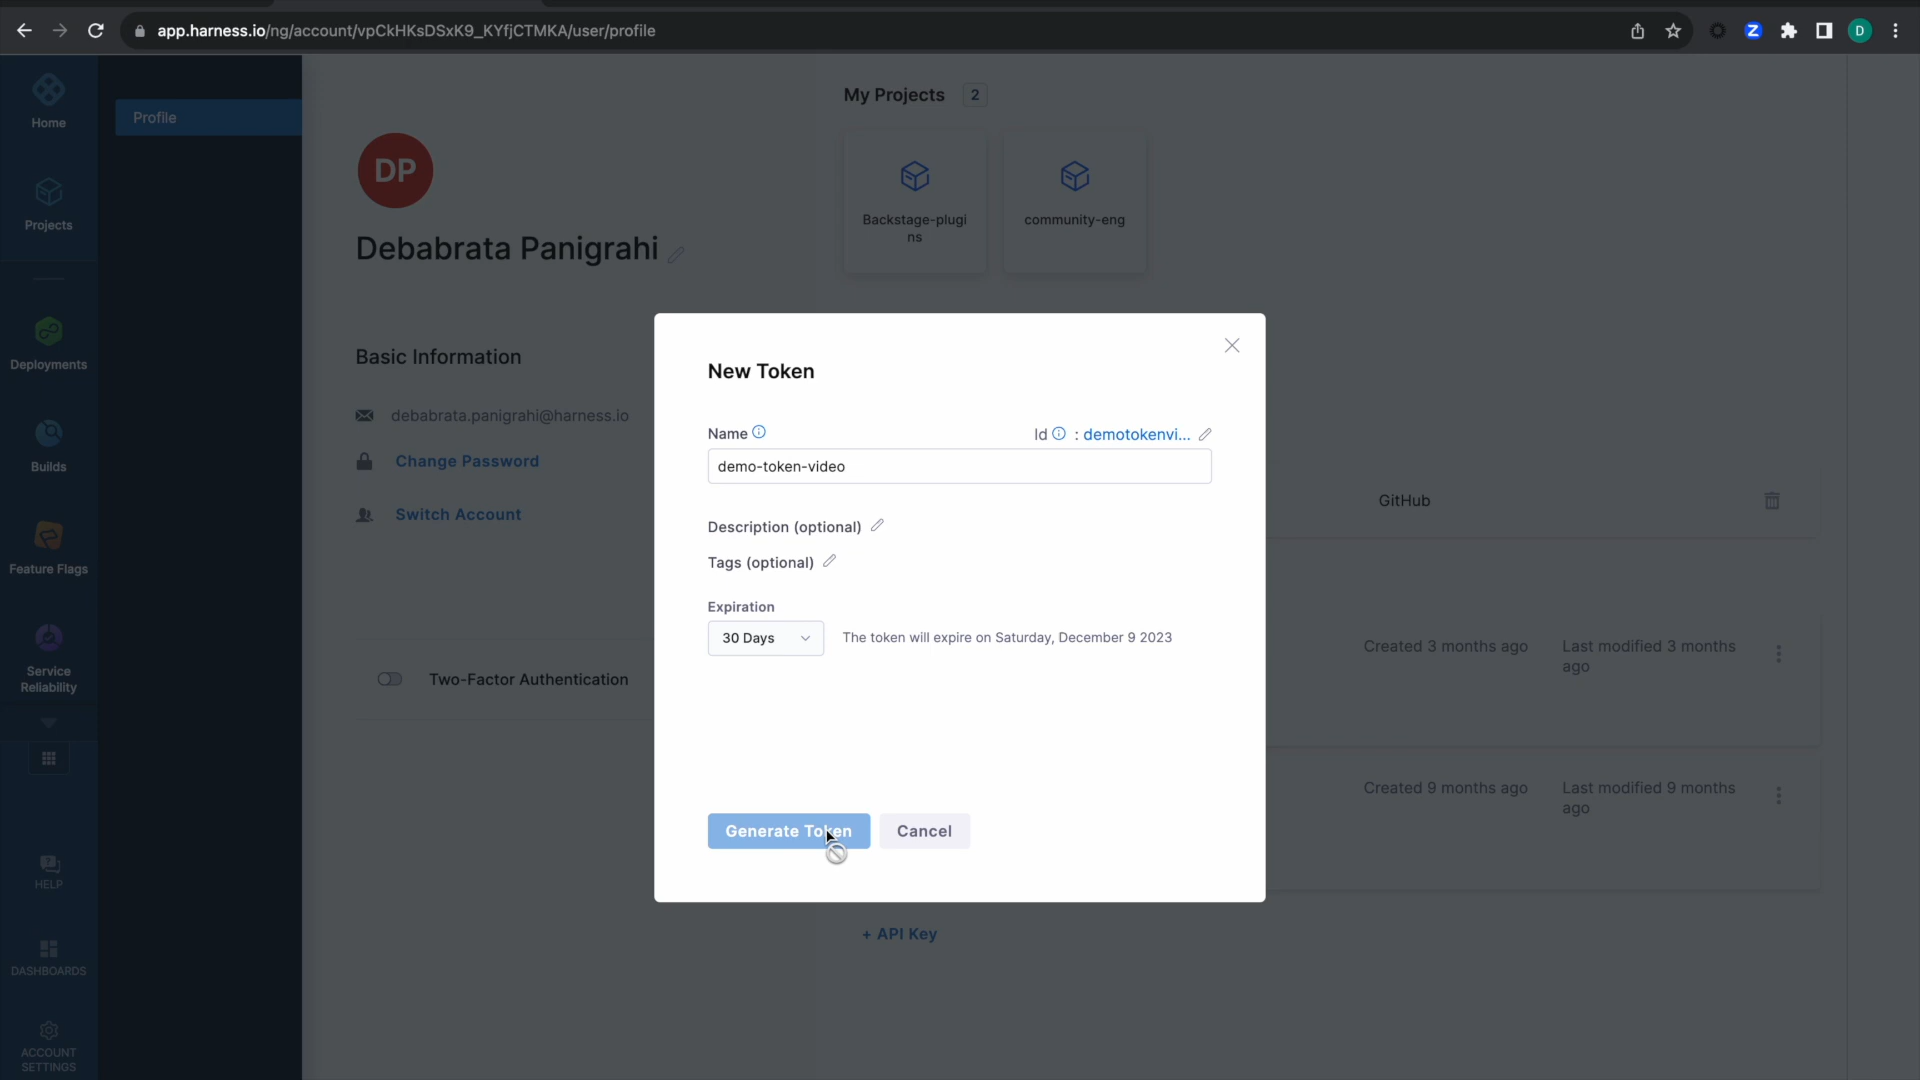 app.harness.io/ng/account/vpCkHKsDSxK9_KYfjCTMKA/user/profile
Z
D
Home
Projects
Deployments
Builds
Feature Flags
Service
Reliability
HELP
DASHBOARDS
ACCOUNT
SETTINGS
Profile
DP
Debabrata Panigrahi
Basic Information
debabrata.panigrahi@harness.io
Change Password
Switch Account
Two-Factor Authentication
My Projects 2
Backstage-plugi
ns
community-eng
New Token
Name
Id : demotokenvi...
demo-token-video
Description (optional)
Tags (optional)
Expiration
30 Days
The token will expire on Saturday, December 9 2023
Generate Token
Cancel
GitHub
Created 3 months ago
Last modified 3 months
ago
Created 9 months ago
Last modified 9 months
ago
+ API Key